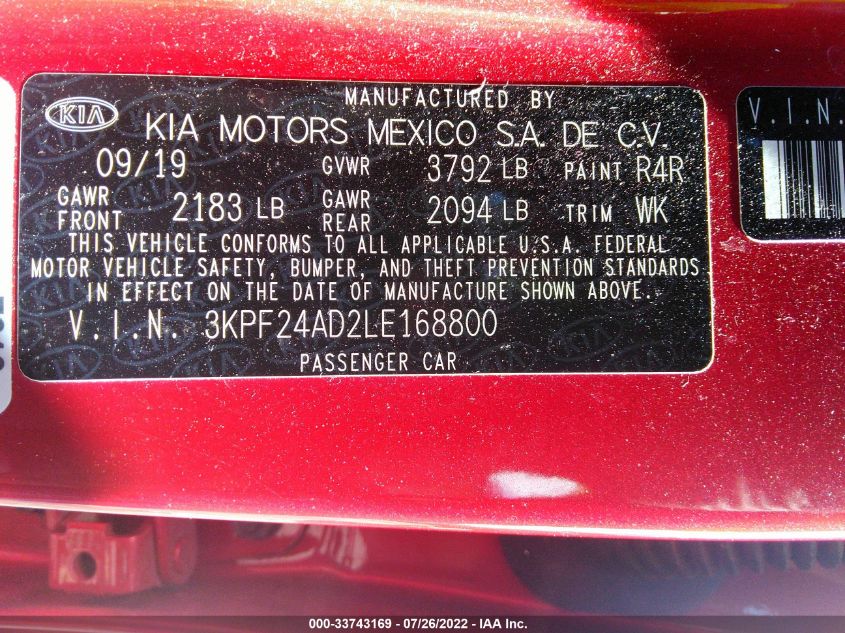 KIA
MANUFACTURED BY
KIA MOTORS MEXICO S.A. DE C.V.
09/19 GVWR 3792 LB PAINT R4R
GAWR FRONT 2183 LB GAWR REAR 2094 LB TRIM WK
THIS VEHICLE CONFORMS TO ALL APPLICABLE U.S.A. FEDERAL
MOTOR VEHICLE SAFETY, BUMPER, AND THEFT PREVENTION STANDARDS
IN EFFECT ON THE DATE OF MANUFACTURE SHOWN ABOVE.
V.I.N. 3KPF24AD2LE168800
PASSENGER CAR
V.I.N.
000-33743169 - 07/26/2022 - IAA Inc.